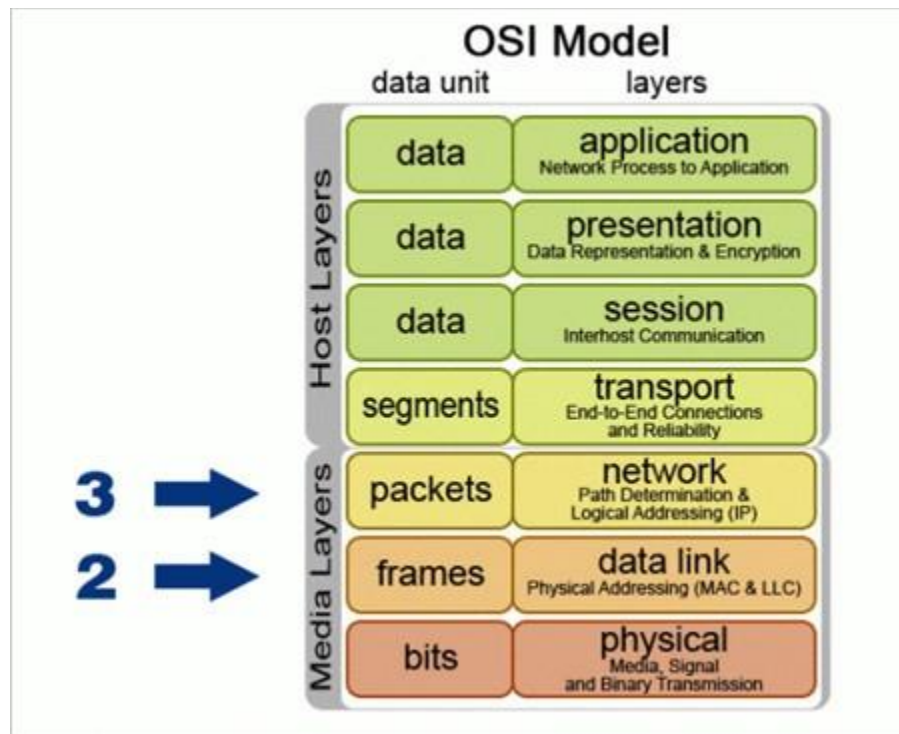 OSI Model
data unit layers
Host Layers
data application
Network Process to Application
data presentation
Data Representation & Encryption
data session
Interhost Communication
segments transport
End-to-End Connections
and Reliability
Media Layers
3 packets network
Path Determination &
Logical Addressing (IP)
2 frames data link
Physical Addressing (MAC & LLC)
bits physical
Media, Signal
and Binary Transmission